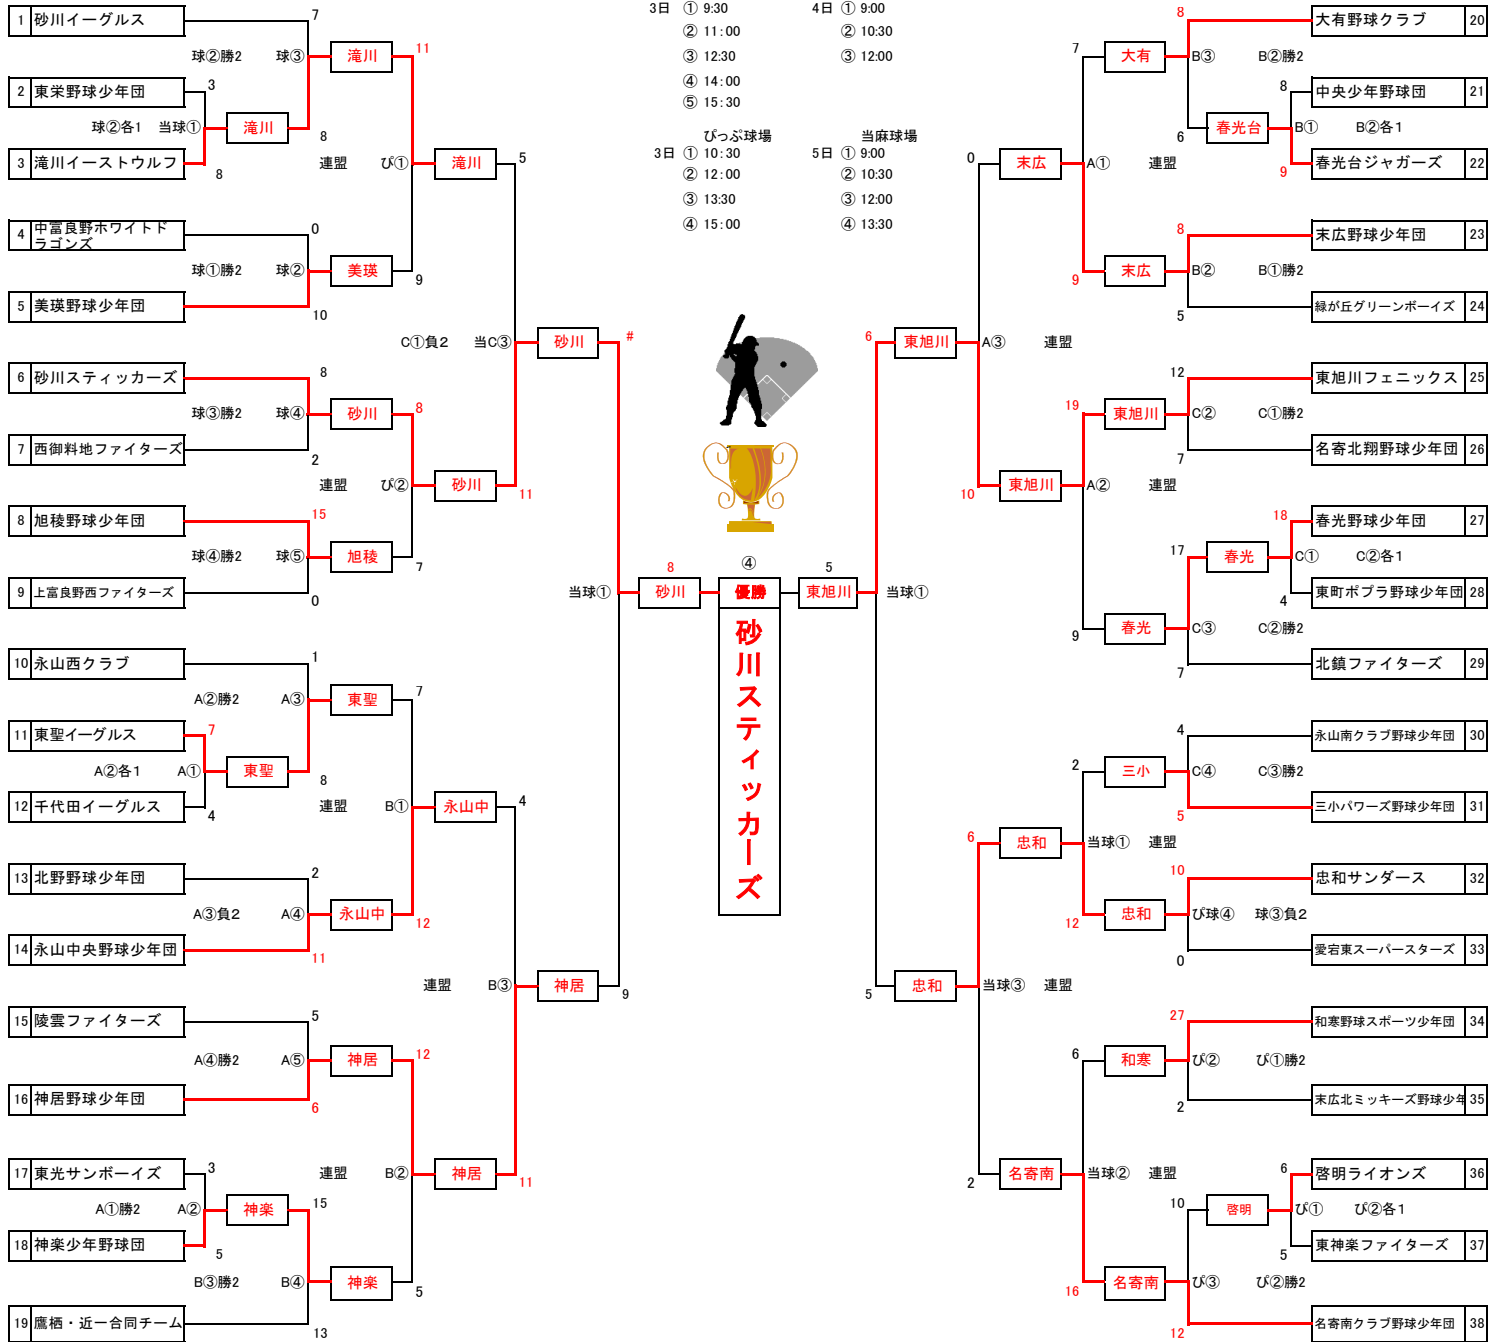 3日 ① 9:30
② 11:00
③ 12:30
④ 14:00
⑤ 15:30
4日 ① 9:00
② 10:30
③ 12:00
ぴっぷ球場
3日 ① 10:30
② 12:00
③ 13:30
④ 15:00
当麻球場
5日 ① 9:00
② 10:30
③ 12:00
④ 13:30
1 砂川イーグルス
7
球②勝2 球③
滝川
11
2 東栄野球少年団
3
球②各1 当球①
滝川
8
3 滝川イーストウルフ
8
連盟 ぴ①
滝川
5
4 中富良野ホワイトドラゴンズ
0
球①勝2 球②
美瑛
9
5 美瑛野球少年団
10
C①負2 当C③
砂川
#
6 砂川スティッカーズ
8
球③勝2 球④
砂川
8
7 西御料地ファイターズ
2
連盟 ぴ②
砂川
11
8 旭稜野球少年団
15
球④勝2 球⑤
旭稜
7
9 上富良野西ファイターズ
0
当球①
砂川
8
④
優勝
砂川スティッカーズ
5
東旭川
当球①
10 永山西クラブ
1
A②勝2 A③
東聖
7
11 東聖イーグルス
7
A②各1 A①
東聖
8
12 千代田イーグルス
4
連盟 B①
永山中
4
13 北野野球少年団
2
A③負2 A④
永山中
12
14 永山中央野球少年団
11
連盟 B③
神居
9
15 陵雲ファイターズ
5
A④勝2 A⑤
神居
12
16 神居野球少年団
6
17 東光サンボーイズ
3
連盟 B②
神居
11
A①勝2 A②
神楽
15
18 神楽少年野球団
5
B③勝2 B④
神楽
5
19 鷹栖・近一合同チーム
13
8
大有野球クラブ 20
7
大有
B③ B②勝2
8
中央少年野球団 21
6
春光台
B① B②各1
9
春光台ジャガーズ 22
0
末広
A① 連盟
8
末広野球少年団 23
9
末広
B② B①勝2
5
緑が丘グリーンボーイズ 24
6
東旭川
A③ 連盟
12
東旭川フェニックス 25
19
東旭川
C② C①勝2
7
名寄北翔野球少年団 26
10
東旭川
A② 連盟
18
春光野球少年団 27
17
春光
C① C②各1
4
東町ポプラ野球少年団 28
9
春光
C③ C②勝2
7
北鎮ファイターズ 29
4
永山南クラブ野球少年団 30
2
三小
C④ C③勝2
5
三小パワーズ野球少年団 31
6
忠和
当球① 連盟
10
忠和サンダース 32
12
忠和
ぴ球④ 球③負2
0
愛宕東スーパースターズ 33
5
忠和
当球③ 連盟
27
和寒野球スポーツ少年団 34
6
和寒
ぴ② ぴ①勝2
2
末広北ミッキーズ野球少年 35
2
名寄南
当球② 連盟
6
啓明ライオンズ 36
10
啓明
ぴ① ぴ②各1
5
東神楽ファイターズ 37
16
名寄南
ぴ③ ぴ②勝2
12
名寄南クラブ野球少年団 38